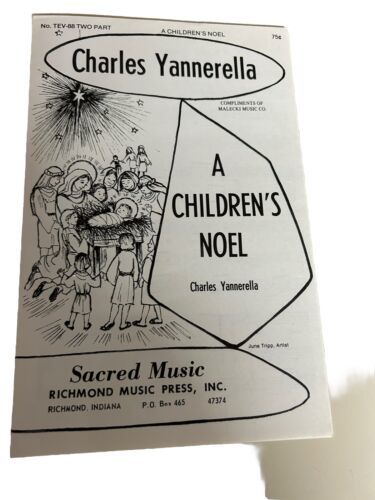 No. TEV-88 TWO PART
A CHILDREN'S NOEL
75¢
Charles Yannerella
COMPLIMENTS OF
MALECKI MUSIC CO.
A
CHILDREN'S
NOEL
Charles Yannerella
June Tripp, Artist
Sacred Music
RICHMOND MUSIC PRESS, INC.
RICHMOND, INDIANA P.O. Box 465 47374